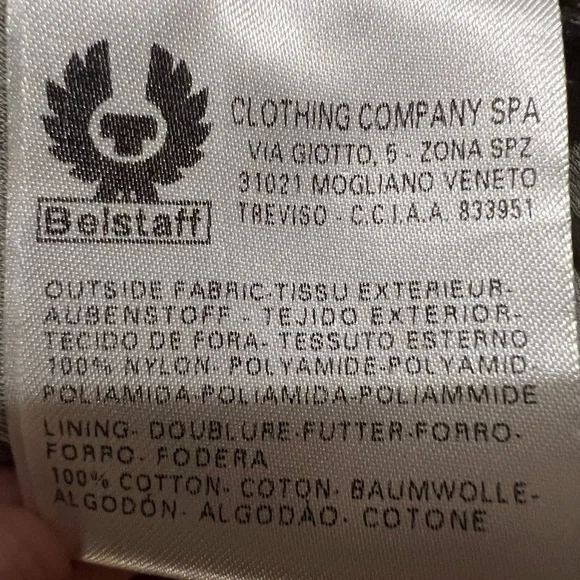 Belstaff
CLOTHING COMPANY SPA
VIA GIOTTO, 5 - ZONA SPZ
31021 MOGLIANO VENETO
TREVISO - C.C.I.A.A. 833951
OUTSIDE FABRIC-TISSU EXTERIEUR-
AUBENSTOFF - TEJIDO EXTERIOR-
TECIDO DE FORA- TESSUTO ESTERNO
100% NYLON- POLYAMIDE-POLYAMID-
POLIAMIDA-POLIAMIDA-POLIAMMIDE
LINING- DOUBLURE-FUTTER-FORRO-
FORRO- FODERA
100% COTTON- COTON- BAUMWOLLE-
ALGODÓN- ALGODÃO- COTONE